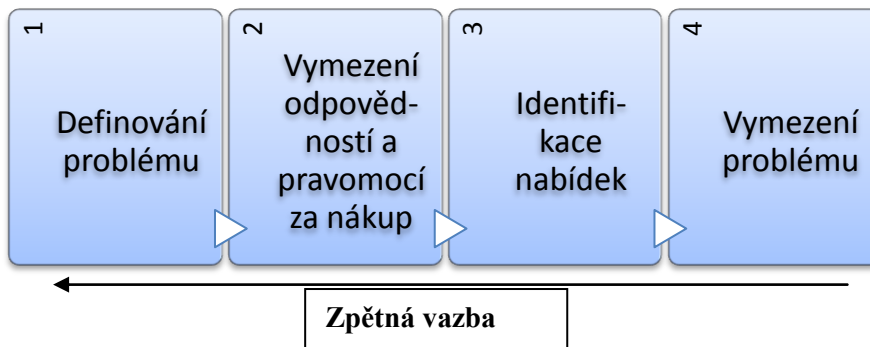 1
Definování
problému
2
Vymezení
odpověd-
ností a
pravomocí
za nákup
3
Identifi-
kace
nabídek
4
Vymezení
problému
Zpětná vazba